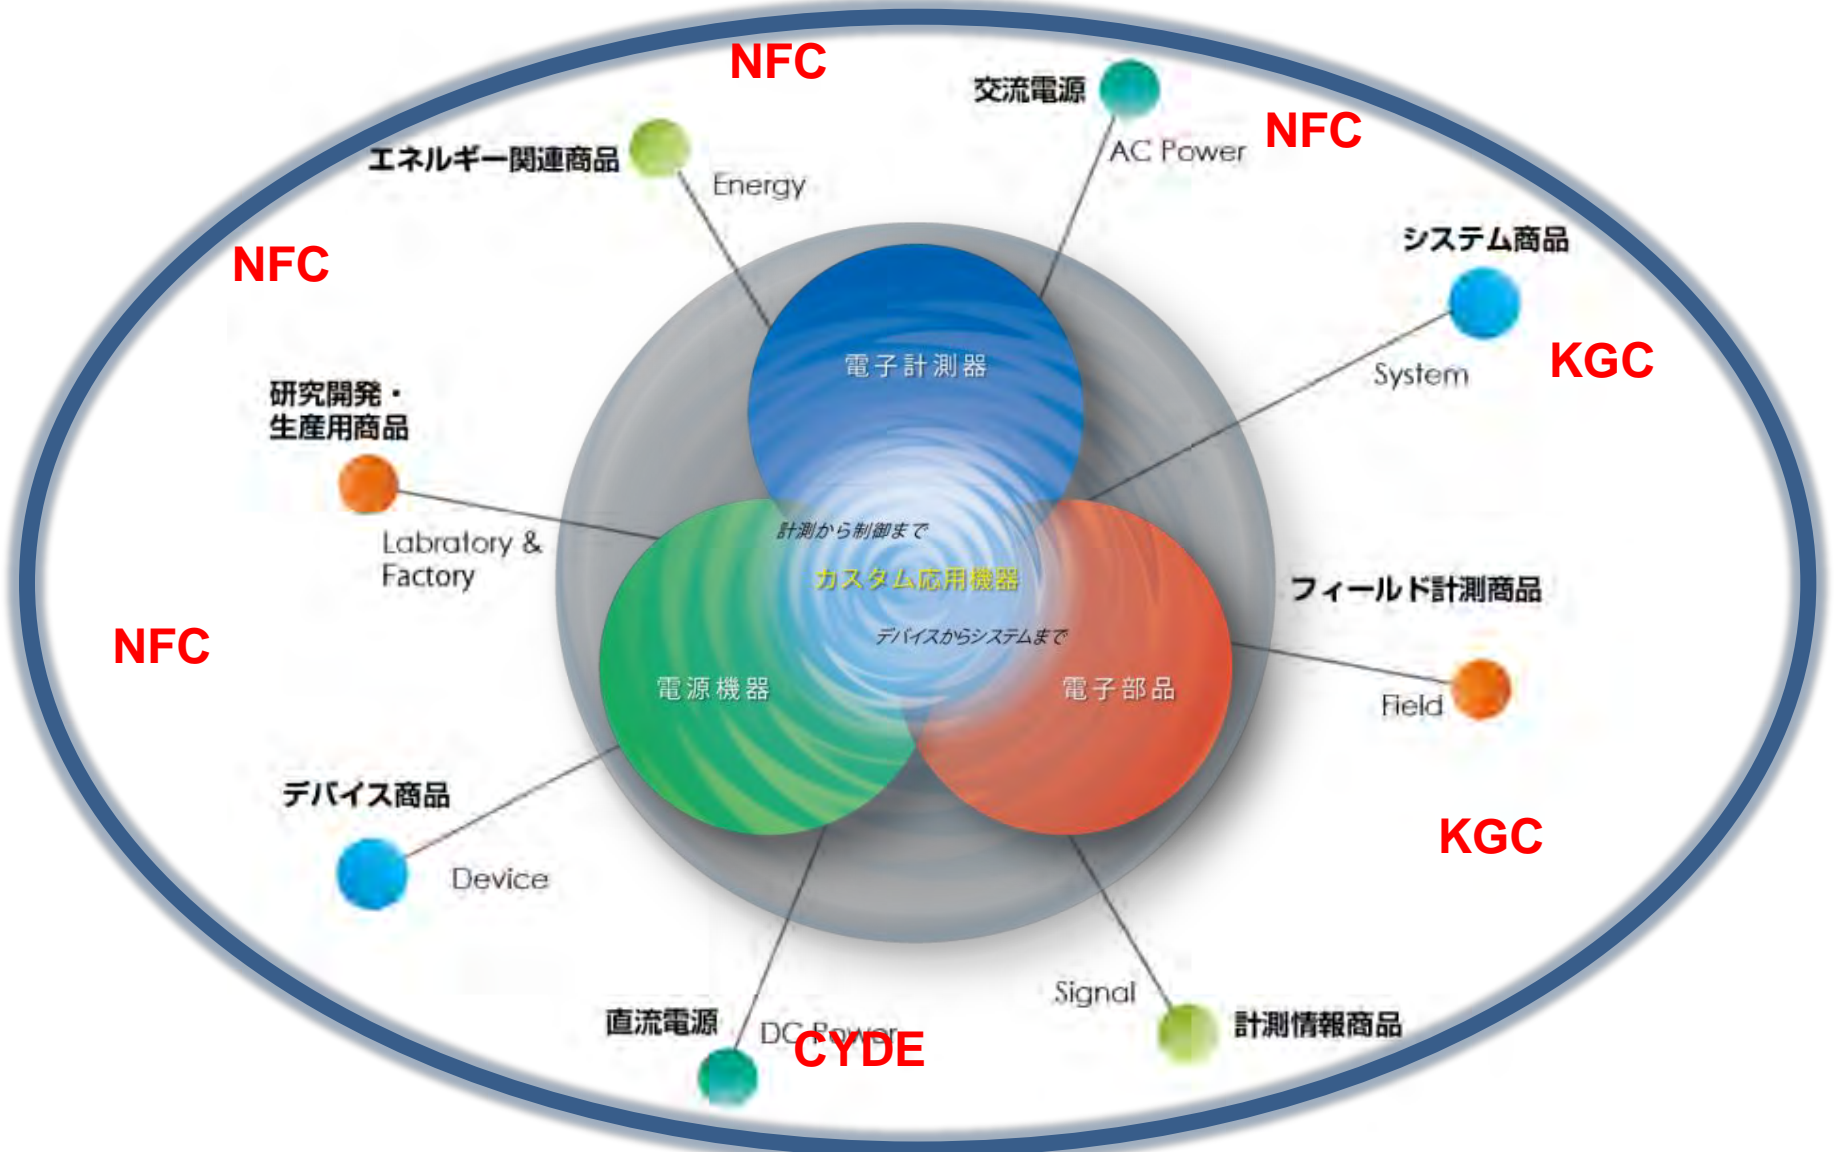 NFC
交流電源
AC Power
NFC
エネルギー関連商品
Energy
システム商品
NFC
KGC
System
電子計測器
研究開発・
生産用商品
Labratory &
Factory
計測から制御まで
カスタム応用機器
デバイスからシステムまで
フィールド計測商品
Field
NFC
電源機器
電子部品
デバイス商品
Device
KGC
Signal
計測情報商品
直流電源
DC Power
CYDE